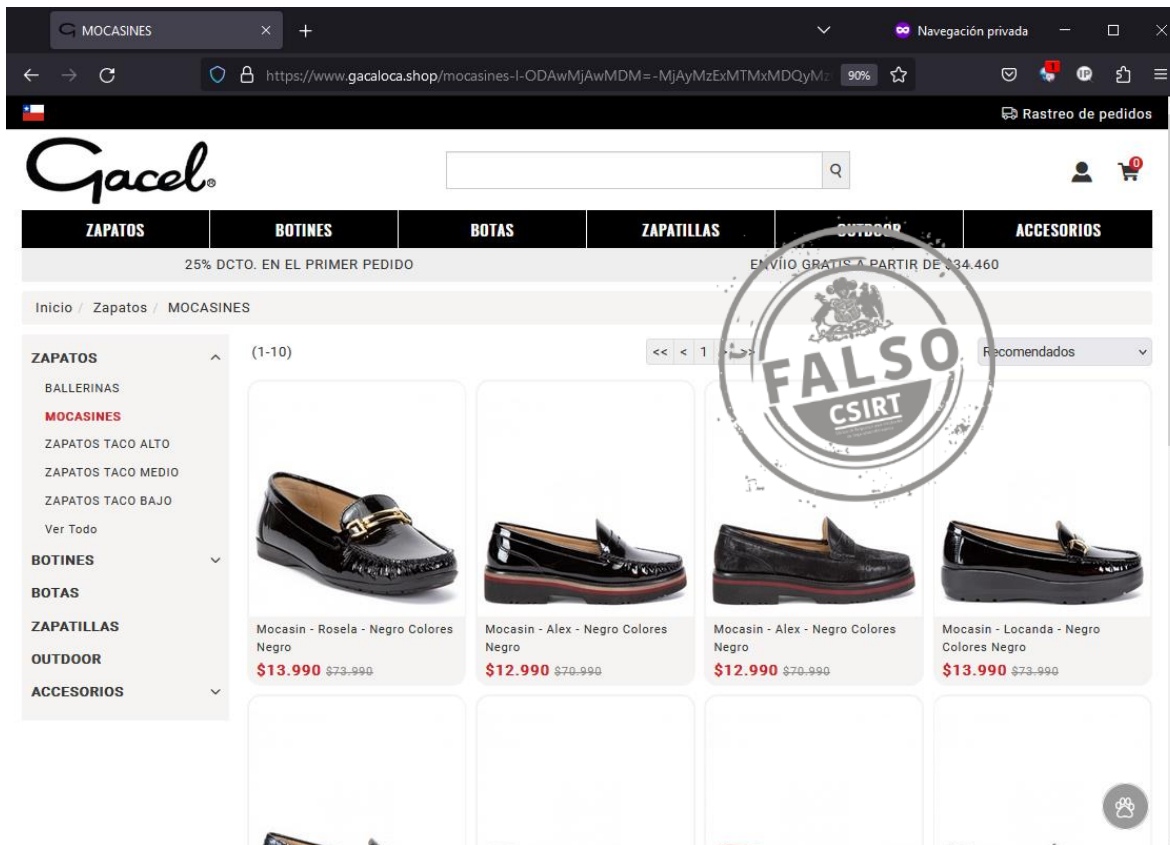 MOCASINES
Navegación privada
https://www.gacaloca.shop/mocasines-l-ODAwMjAwMDM=-MjAyMzExMTMxMDQyMz
90%
1
Rastreo de pedidos
Gacel®
0
ZAPATOS BOTINES BOTAS ZAPATILLAS OUTDOOR ACCESORIOS
25% DCTO. EN EL PRIMER PEDIDO ENVÍIO GRATIS A PARTIR DE $34.460
Inicio / Zapatos / MOCASINES
ZAPATOS
BALLERINAS
MOCASINES
ZAPATOS TACO ALTO
ZAPATOS TACO MEDIO
ZAPATOS TACO BAJO
Ver Todo
BOTINES
BOTAS
ZAPATILLAS
OUTDOOR
ACCESORIOS
(1-10) << < 1 > >> Recomendados
FALSO
CSIRT
Mocasin - Rosela - Negro Colores
Negro
$13.990 $73.990
Mocasin - Alex - Negro Colores
Negro
$12.990 $70.990
Mocasin - Alex - Negro Colores
Negro
$12.990 $70.990
Mocasin - Locanda - Negro
Colores Negro
$13.990 $73.990